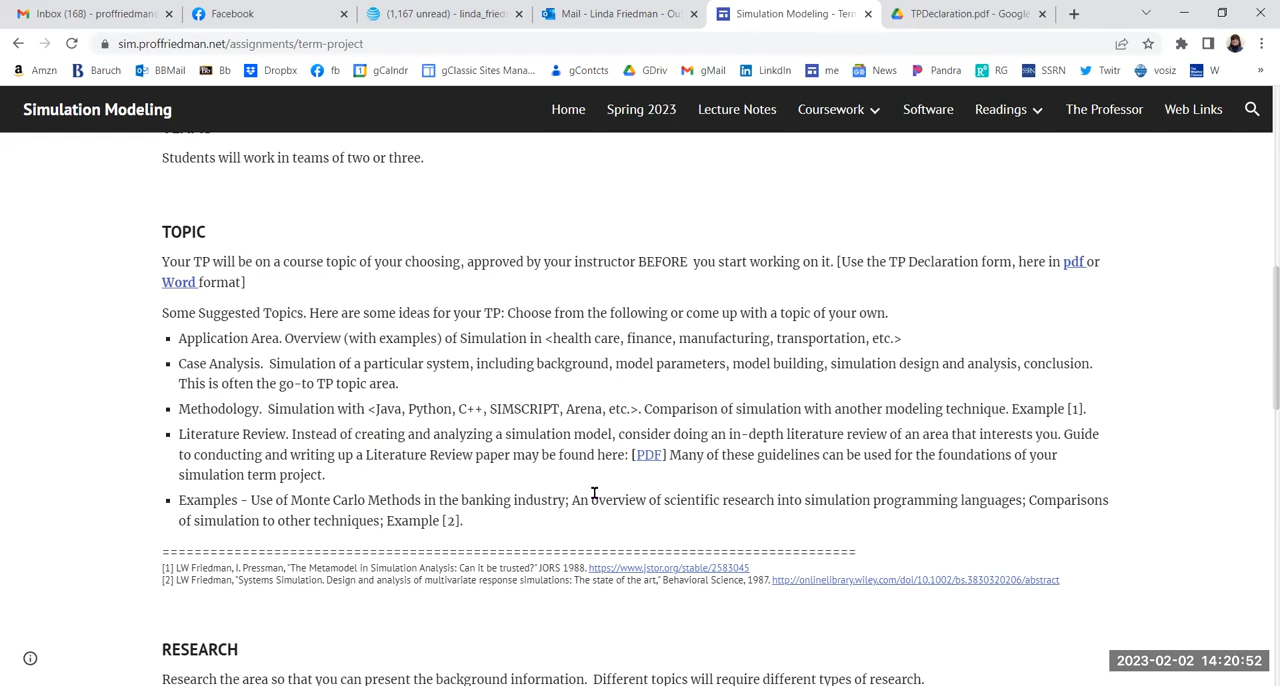 Inbox (168) - proffriedman@
Facebook
(1,167 unread) - linda_fried
Mail - Linda Friedman - Ou
Simulation Modeling - Term
TPDeclaration.pdf - Google
sim.proffriedman.net/assignments/term-project
Amzn
Baruch
BBMail
Bb
Dropbx
fb
gCalndr
gClassic Sites Mana...
gContcts
GDriv
gMail
LinkdIn
me
News
Pandra
RG
SSRN
Twitr
vosiz
W
»
Simulation Modeling
Home
Spring 2023
Lecture Notes
Coursework
Software
Readings
The Professor
Web Links
TEAMS
Students will work in teams of two or three.
TOPIC
Your TP will be on a course topic of your choosing, approved by your instructor BEFORE you start working on it. [Use the TP Declaration form, here in pdf or
Word format]
Some Suggested Topics. Here are some ideas for your TP: Choose from the following or come up with a topic of your own.
▪ Application Area. Overview (with examples) of Simulation in <health care, finance, manufacturing, transportation, etc.>
▪ Case Analysis. Simulation of a particular system, including background, model parameters, model building, simulation design and analysis, conclusion.
This is often the go-to TP topic area.
▪ Methodology. Simulation with <Java, Python, C++, SIMSCRIPT, Arena, etc.>. Comparison of simulation with another modeling technique. Example [1].
▪ Literature Review. Instead of creating and analyzing a simulation model, consider doing an in-depth literature review of an area that interests you. Guide
to conducting and writing up a Literature Review paper may be found here: [PDF] Many of these guidelines can be used for the foundations of your
simulation term project.
▪ Examples - Use of Monte Carlo Methods in the banking industry; An overview of scientific research into simulation programming languages; Comparisons
of simulation to other techniques; Example [2].
=======================================================================================
[1] LW Friedman, I. Pressman, "The Metamodel in Simulation Analysis: Can it be trusted?" JORS 1988. https://www.jstor.org/stable/2583045
[2] LW Friedman, "Systems Simulation. Design and analysis of multivariate response simulations: The state of the art," Behavioral Science, 1987. http://onlinelibrary.wiley.com/doi/10.1002/bs.3830320206/abstract
RESEARCH
Research the area so that you can present the background information. Different topics will require different types of research.
2023-02-02 14:20:52